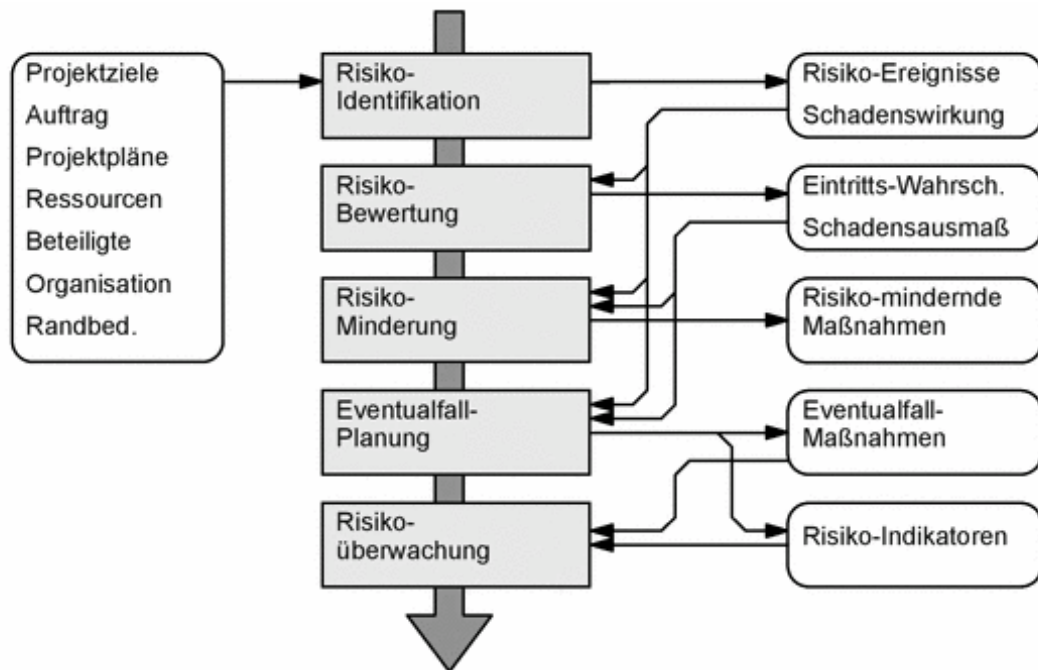 Projektziele
Auftrag
Projektpläne
Ressourcen
Beteiligte
Organisation
Randbed.
Risiko-
Identifikation
Risiko-
Bewertung
Risiko-
Minderung
Eventualfall-
Planung
Risiko-
überwachung
Risiko-Ereignisse
Schadenswirkung
Eintritts-Wahrsch.
Schadensausmaß
Risiko-mindernde
Maßnahmen
Eventualfall-
Maßnahmen
Risiko-Indikatoren